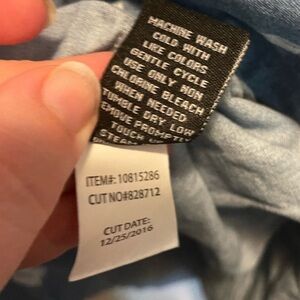 MACHINE WASH
COLD WITH
LIKE COLORS
GENTLE CYCLE
USE ONLY NON
CHLORINE BLEACH
WHEN NEEDED
TUMBLE DRY LOW
REMOVE PROMPTLY
TOUCH
STEAM
ITEM#: 10815286
CUT NO#828712
CUT DATE:
12/25/2016